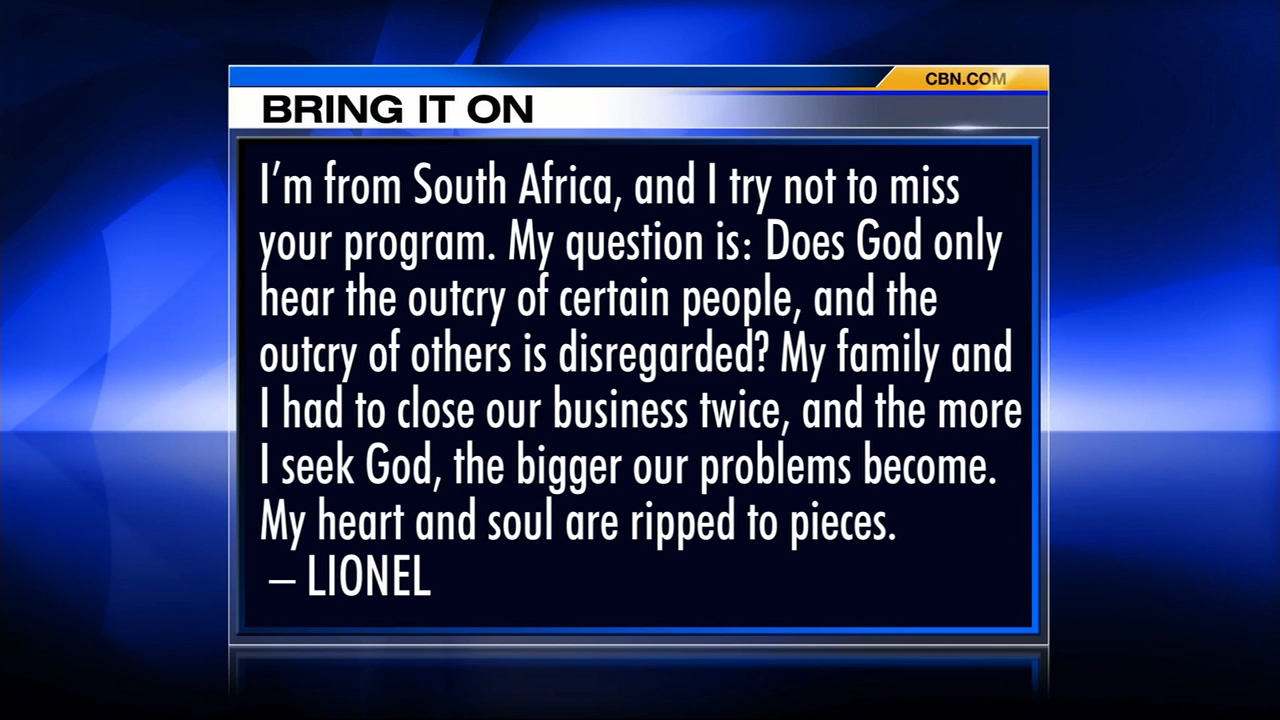 CBN.COM
BRING IT ON
I’m from South Africa, and I try not to miss
your program. My question is: Does God only
hear the outcry of certain people, and the
outcry of others is disregarded? My family and
I had to close our business twice, and the more
I seek God, the bigger our problems become.
My heart and soul are ripped to pieces.
– LIONEL